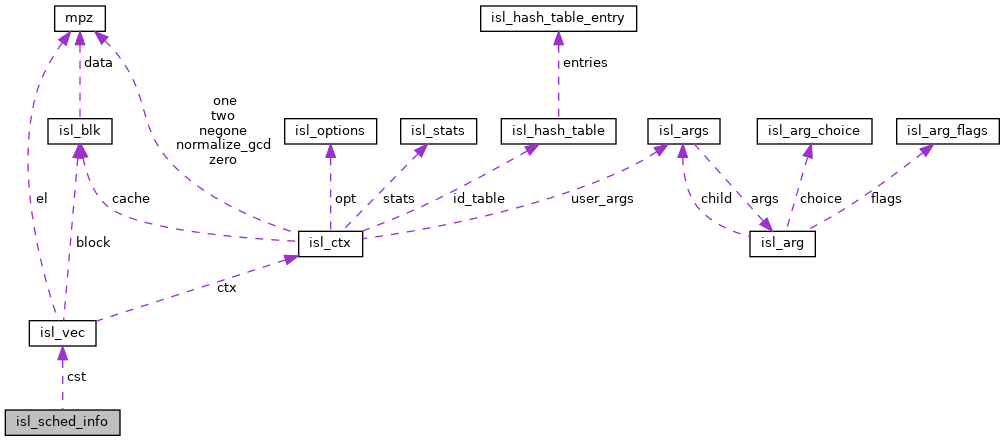 mpz
isl_hash_table_entry
data
entries
one
two
negone
normalize_gcd
zero
isl_blk
isl_options
isl_stats
isl_hash_table
isl_args
isl_arg_choice
isl_arg_flags
el
cache
opt
stats
id_table
user_args
child
args
choice
flags
block
isl_ctx
isl_arg
ctx
isl_vec
cst
isl_sched_info